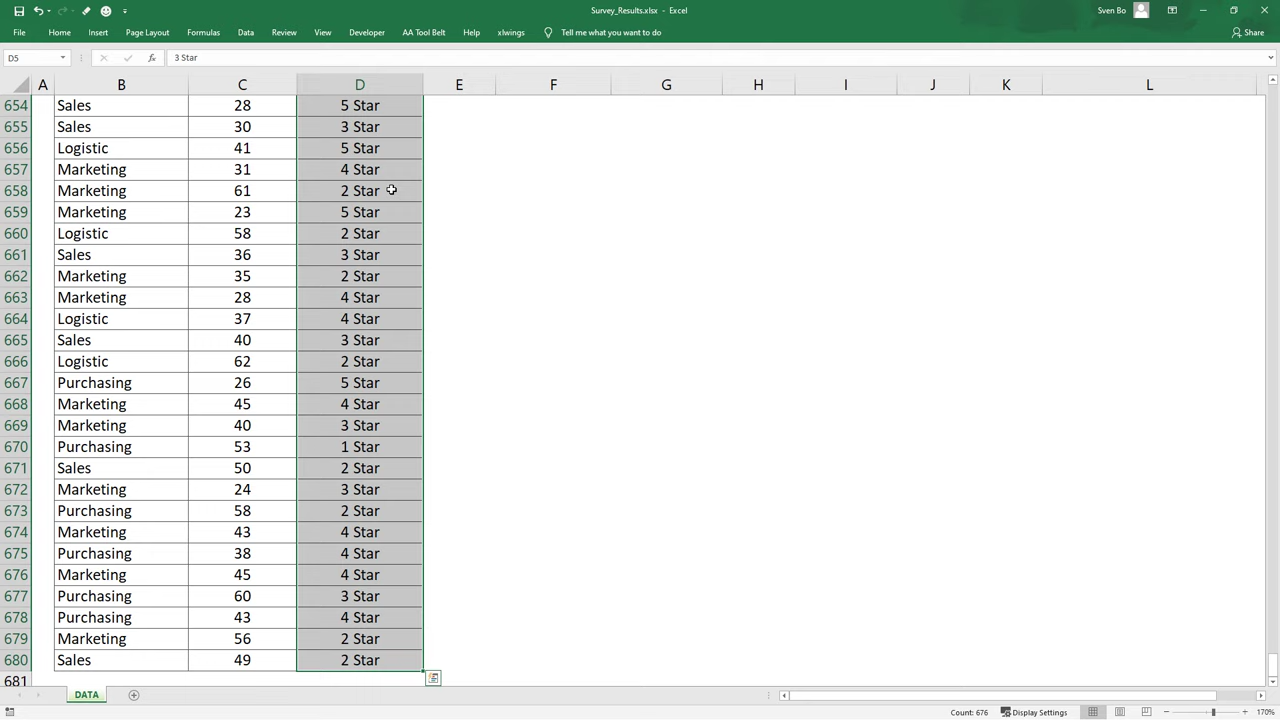 Survey_Results.xlsx - Excel
Sven Bo
File Home Insert Page Layout Formulas Data Review View Developer AA Tool Belt Help xlwings Tell me what you want to do Share
D5 fx 3 Star
A B C D E F G H I J K L
654 Sales 28 5 Star
655 Sales 30 3 Star
656 Logistic 41 5 Star
657 Marketing 31 4 Star
658 Marketing 61 2 Star
659 Marketing 23 5 Star
660 Logistic 58 2 Star
661 Sales 36 3 Star
662 Marketing 35 2 Star
663 Marketing 28 4 Star
664 Logistic 37 4 Star
665 Sales 40 3 Star
666 Logistic 62 2 Star
667 Purchasing 26 5 Star
668 Marketing 45 4 Star
669 Marketing 40 3 Star
670 Purchasing 53 1 Star
671 Sales 50 2 Star
672 Marketing 24 3 Star
673 Purchasing 58 2 Star
674 Marketing 43 4 Star
675 Purchasing 38 4 Star
676 Marketing 45 4 Star
677 Purchasing 60 3 Star
678 Purchasing 43 4 Star
679 Marketing 56 2 Star
680 Sales 49 2 Star
681
DATA
Count: 676 Display Settings 170%